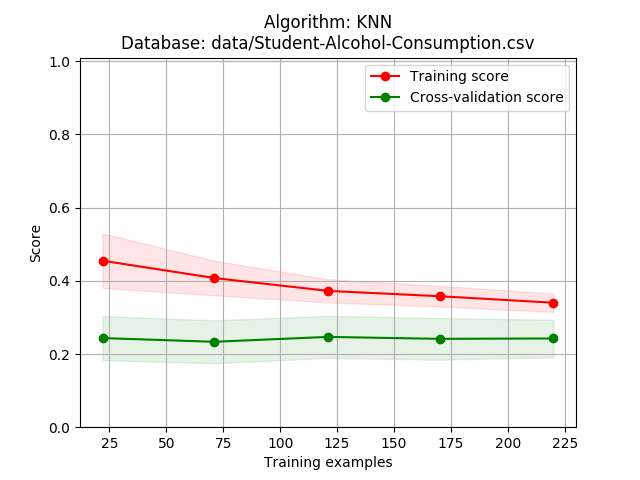 Algorithm: KNN
Database: data/Student-Alcohol-Consumption.csv
Training score
Cross-validation score
1.0
0.8
0.6
0.4
0.2
0.0
Score
25 50 75 100 125 150 175 200 225
Training examples